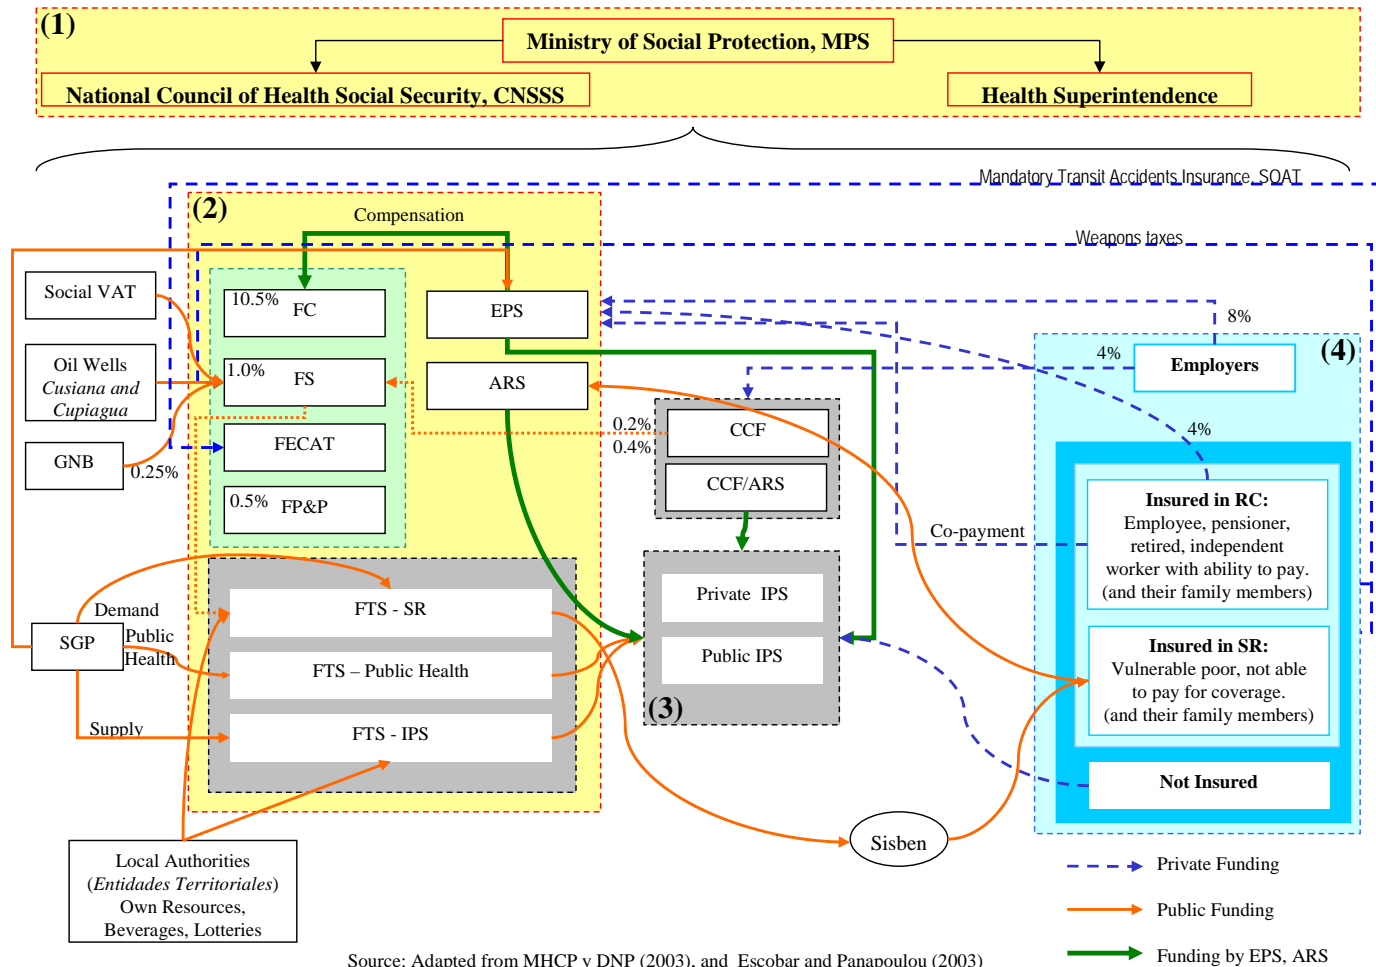 (1)
Ministry of Social Protection, MPS
National Council of Health Social Security, CNSSS
Health Superintendence
Mandatory Transit Accidents Insurance, SOAT
(2)
Compensation
Weapons taxes
Social VAT
10.5%
FC
EPS
8%
Oil Wells
Cusiana and
Cupiagua
1.0%
FS
ARS
4%
Employers
(4)
GNB
0.25%
FECAT
0.2%
0.4%
CCF
4%
0.5%
FP&P
CCF/ARS
Co-payment
Insured in RC:
Employee, pensioner,
retired, independent
worker with ability to pay.
(and their family members)
SGP
Demand
Public
Health
Supply
FTS - SR
FTS – Public Health
FTS - IPS
Private IPS
Public IPS
(3)
Insured in SR:
Vulnerable poor, not able
to pay for coverage.
(and their family members)
Not Insured
Sisben
Local Authorities
(Entidades Territoriales)
Own Resources,
Beverages, Lotteries
Private Funding
Public Funding
Funding by EPS, ARS
Source: Adapted from MHCP y DNP (2003), and Escobar and Panapoulou (2003)